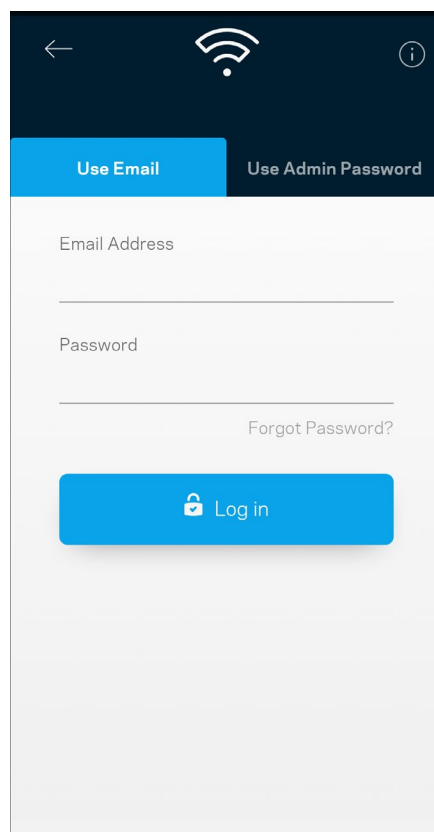 Use Email
Use Admin Password
Email Address
Password
Forgot Password?
Log in